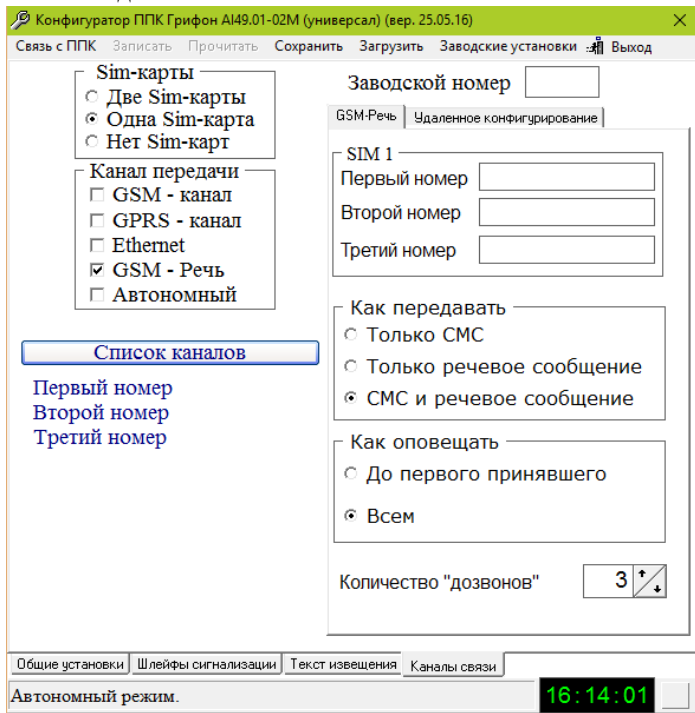 Конфигуратор ППК Грифон AI49.01-02М (универсал) (вер. 25.05.16)
Связь с ППК Записать Прочитать Сохранить Загрузить Заводские установки Выход
Sim-карты
Две Sim-карты
Одна Sim-карта
Нет Sim-карт
Канал передачи
GSM - канал
GPRS - канал
Ethernet
GSM - Речь
Автономный
Список каналов
Первый номер
Второй номер
Третий номер
Заводской номер
GSM-Речь Удаленное конфигурирование
SIM 1
Первый номер
Второй номер
Третий номер
Как передавать
Только СМС
Только речевое сообщение
СМС и речевое сообщение
Как оповещать
До первого принявшего
Всем
Количество "дозвонов" 3
Общие установки Шлейфы сигнализации Текст извещения Каналы связи
Автономный режим. 16:14:01